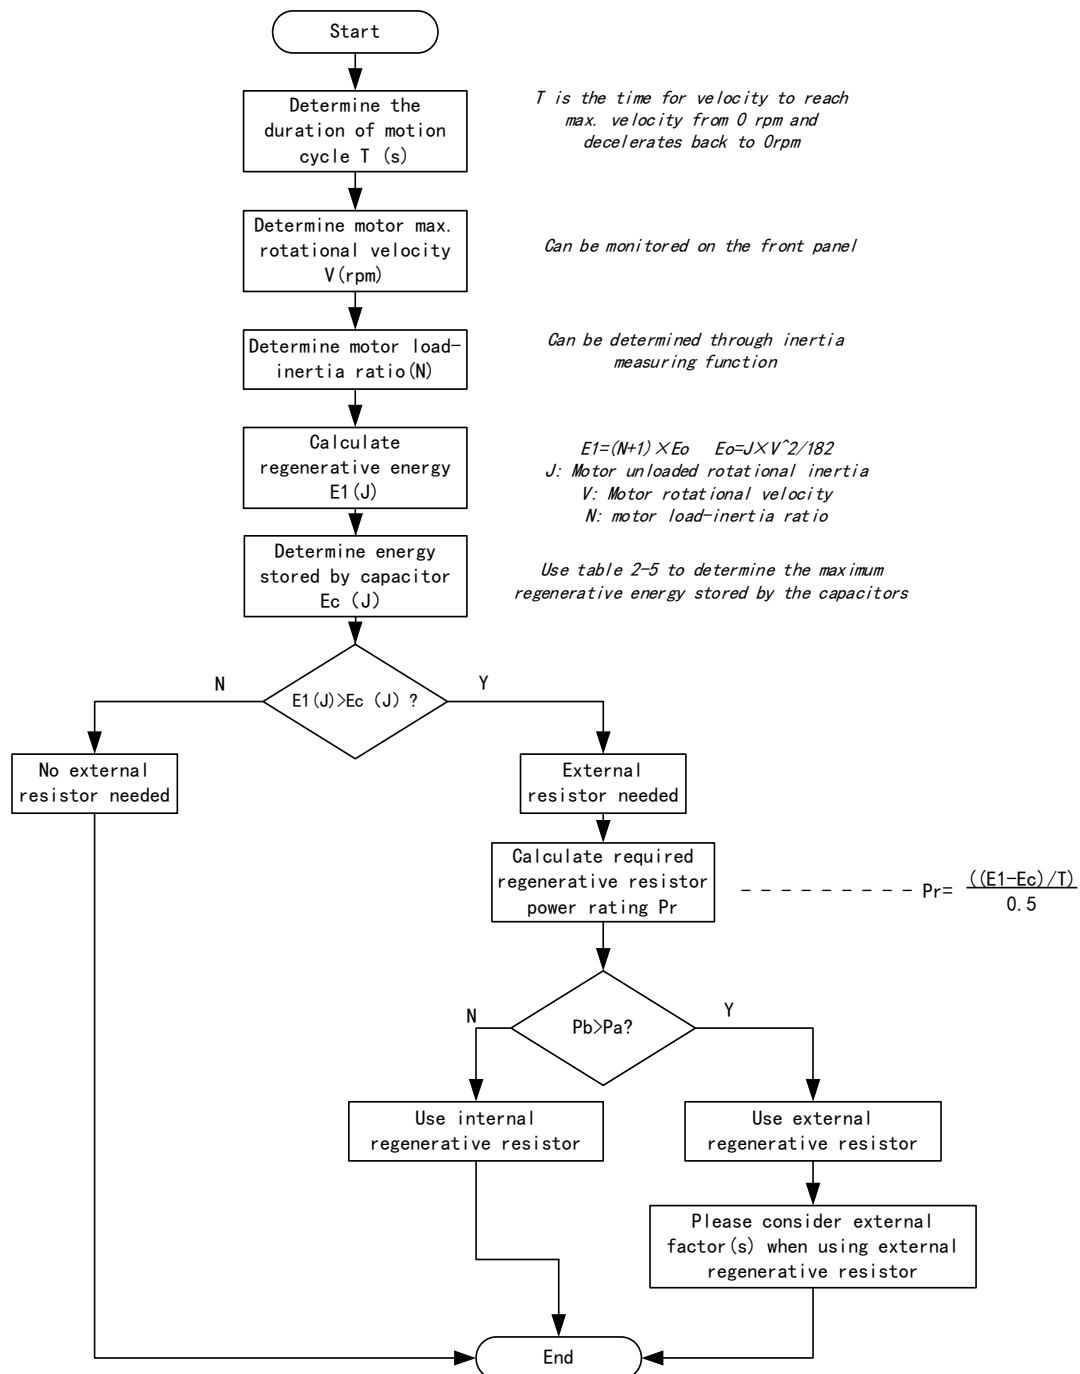 Start
Determine the
duration of motion
cycle T (s)
T is the time for velocity to reach
max. velocity from 0 rpm and
decelerates back to 0rpm
Determine motor max.
rotational velocity
V(rpm)
Can be monitored on the front panel
Determine motor load-
inertia ratio(N)
Can be determined through inertia
measuring function
Calculate
regenerative energy
E1(J)
E1=(N+1)×Eo Eo=J×V^2/182
J: Motor unloaded rotational inertia
V: Motor rotational velocity
N: motor load-inertia ratio
Determine energy
stored by capacitor
Ec (J)
Use table 2-5 to determine the maximum
regenerative energy stored by the capacitors
N
E1(J)>Ec (J) ?
Y
No external
resistor needed
External
resistor needed
Calculate required
regenerative resistor
power rating Pr
Pr= ((E1-Ec)/T)
0.5
N
Pb>Pa?
Y
Use internal
regenerative resistor
Use external
regenerative resistor
Please consider external
factor(s) when using external
regenerative resistor
End